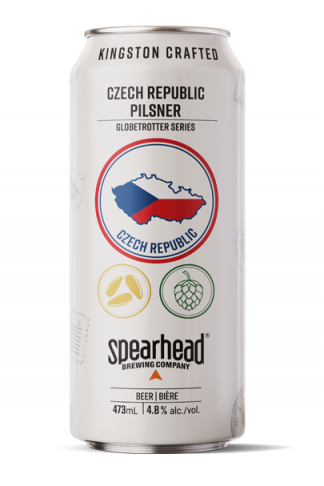 KINGSTON CRAFTED
CZECH REPUBLIC
PILSNER
GLOBETROTTER SERIES
CZECH REPUBLIC
spearhead®
BREWING COMPANY
BEER | BIÈRE
473mL | 4.8% alc./vol.